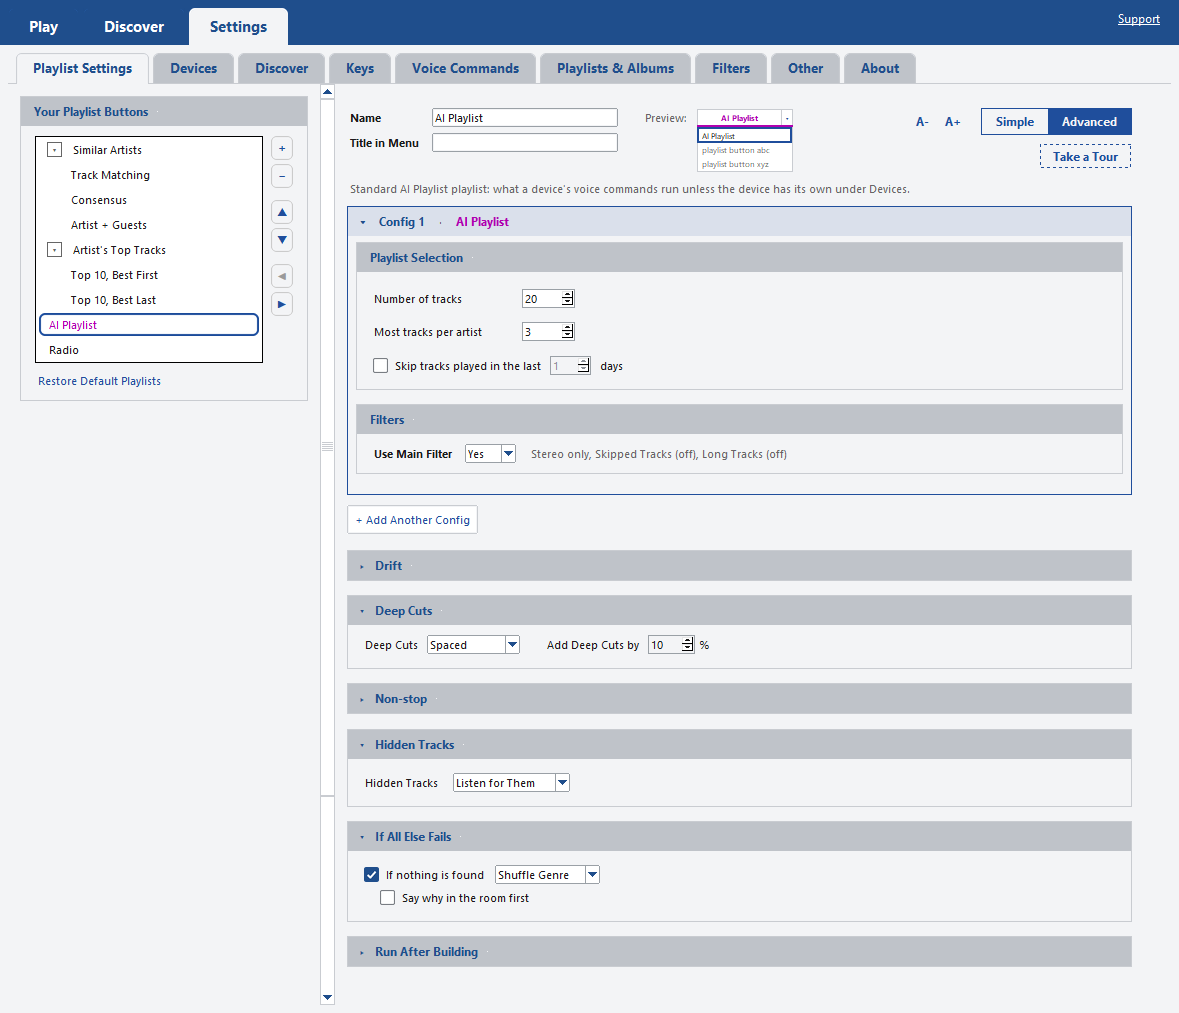 Play
Discover
Settings
Support
Playlist Settings
Devices
Discover
Keys
Voice Commands
Playlists & Albums
Filters
Other
About
Your Playlist Buttons
Similar Artists
Track Matching
Consensus
Artist + Guests
Artist's Top Tracks
Top 10, Best First
Top 10, Best Last
AI Playlist
Radio
Restore Default Playlists
Name
AI Playlist
Title in Menu
Preview:
AI Playlist
AI Playlist
playlist button abc
playlist button xyz
A-
A+
Simple
Advanced
Take a Tour
Standard AI Playlist playlist: what a device's voice commands run unless the device has its own under Devices.
Config 1 · AI Playlist
Playlist Selection
Number of tracks 20
Most tracks per artist 3
Skip tracks played in the last 1 days
Filters
Use Main Filter Yes Stereo only, Skipped Tracks (off), Long Tracks (off)
+ Add Another Config
Drift
Deep Cuts
Deep Cuts Spaced Add Deep Cuts by 10 %
Non-stop
Hidden Tracks
Hidden Tracks Listen for Them
If All Else Fails
If nothing is found Shuffle Genre
Say why in the room first
Run After Building